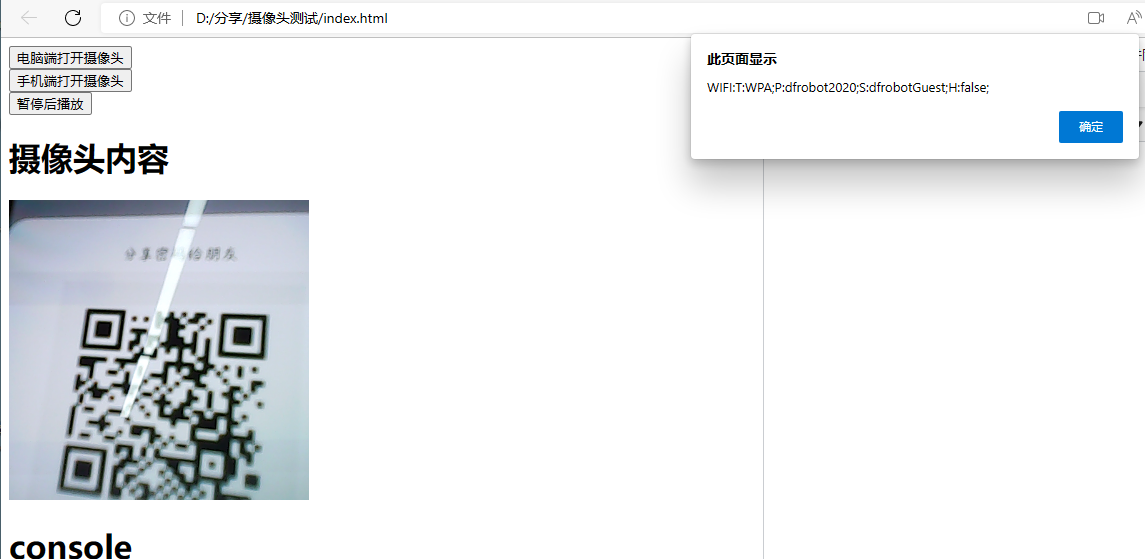 文件
D:/分享/摄像头测试/index.html
电脑端打开摄像头
手机端打开摄像头
暂停后播放
此页面显示
WIFI:T:WPA;P:dfrobot2020;S:dfrobotGuest;H:false;
确定
摄像头内容
分享密码给朋友
console